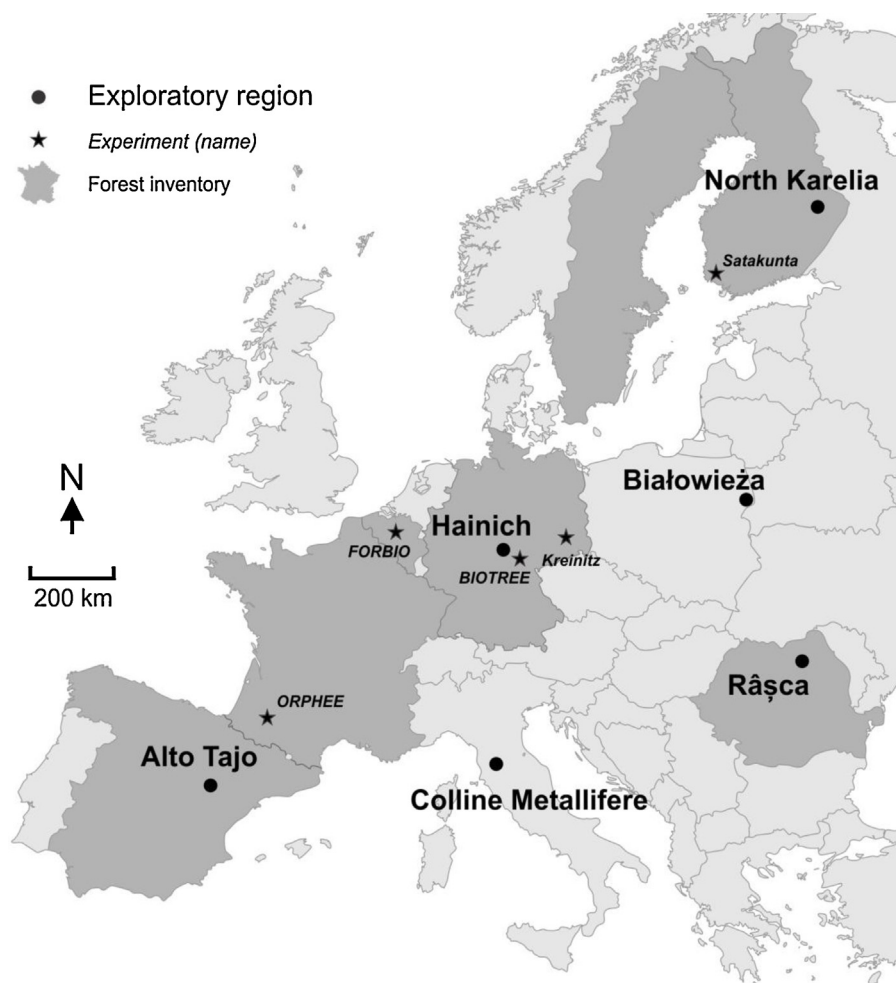 Exploratory region
Experiment (name)
Forest inventory
North Karelia
Satakunta
N
200 km
Białowieża
Hainich
FORBIO
BIOTREE
Kreinitz
Râșca
ORPHEE
Alto Tajo
Colline Metallifere